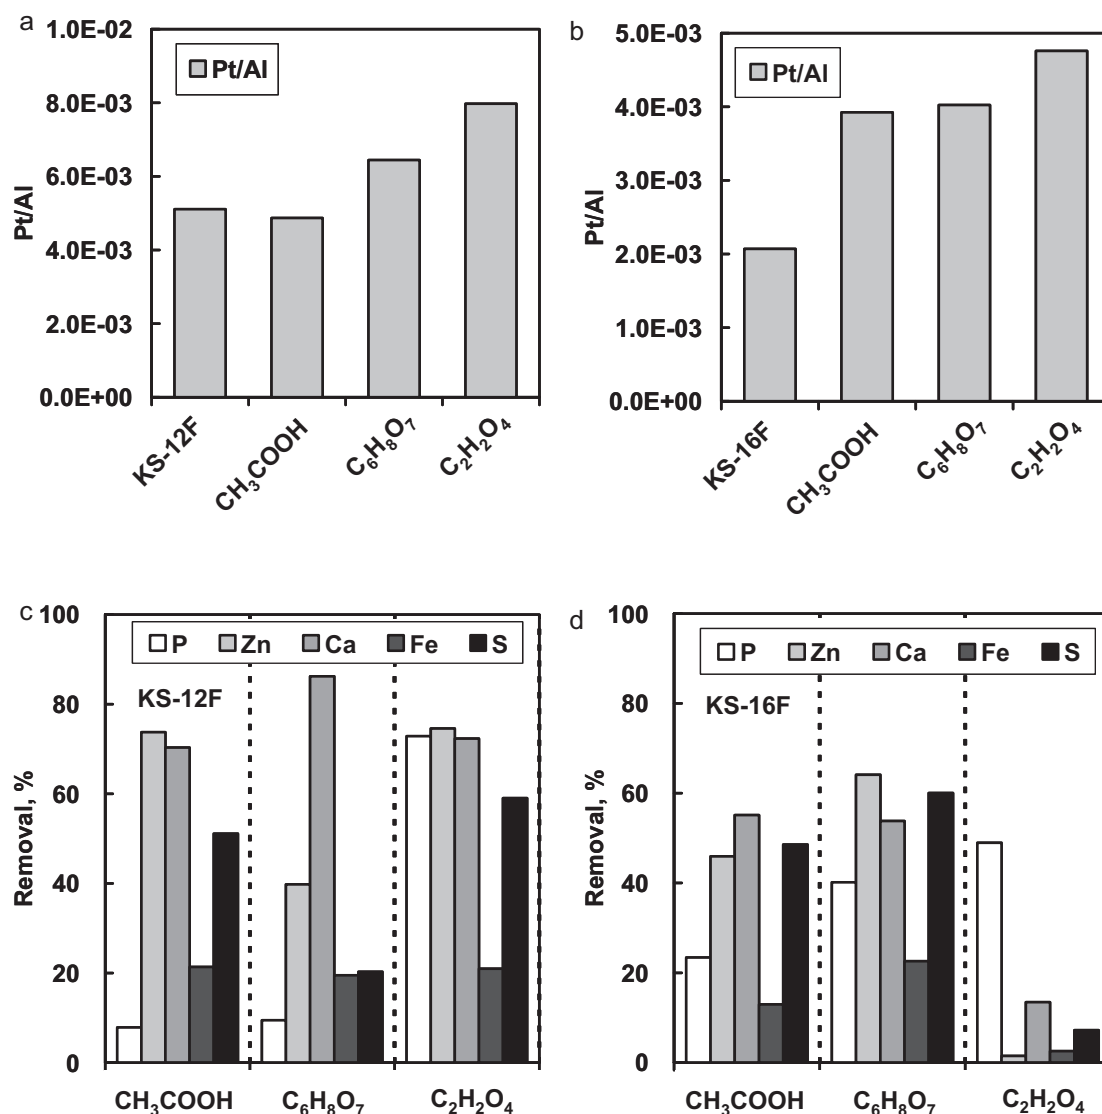 a
1.0E-02
8.0E-03
6.0E-03
4.0E-03
2.0E-03
0.0E+00
Pt/Al
Pt/Al
KS-12F
CH₃COOH
C₆H₈O₇
C₂H₂O₄
b
5.0E-03
4.0E-03
3.0E-03
2.0E-03
1.0E-03
0.0E+00
Pt/Al
Pt/Al
KS-16F
CH₃COOH
C₆H₈O₇
C₂H₂O₄
c
100
80
60
40
20
0
Removal, %
P Zn Ca Fe S
KS-12F
CH₃COOH C₆H₈O₇ C₂H₂O₄
d
100
80
60
40
20
0
Removal, %
P Zn Ca Fe S
KS-16F
CH₃COOH C₆H₈O₇ C₂H₂O₄